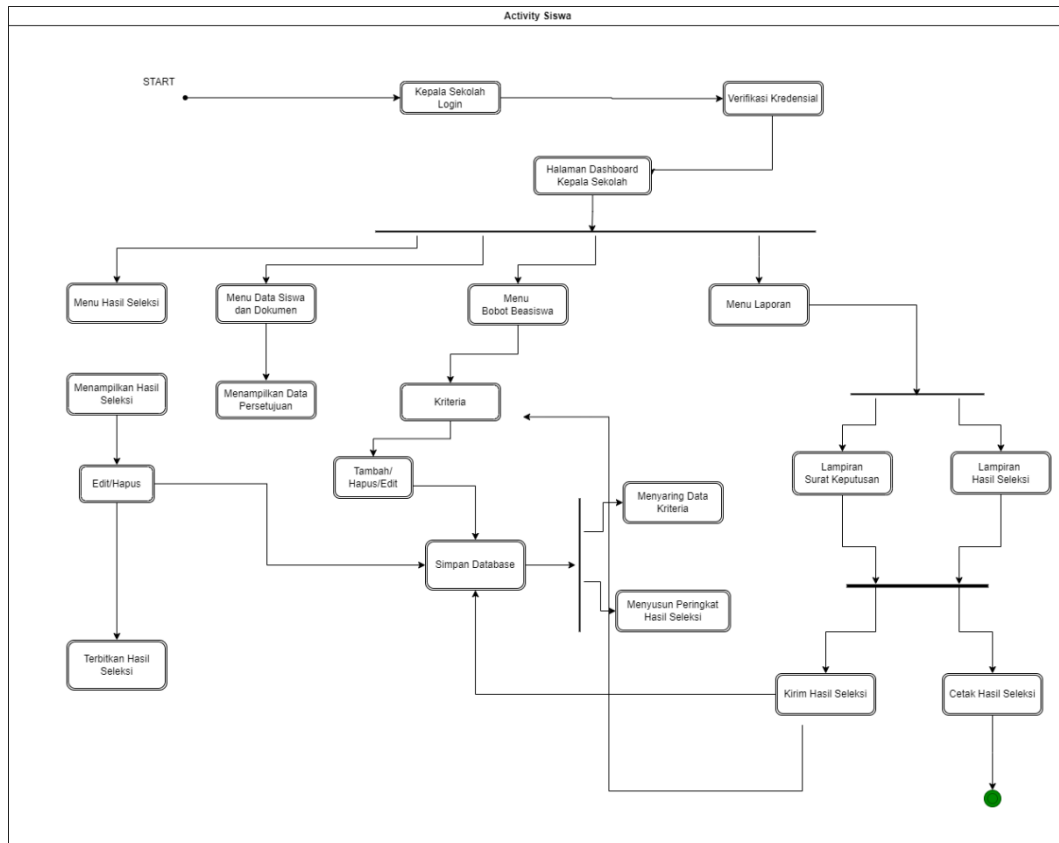 Activity Siswa
START
Kepala Sekolah
Login
Verifikasi Kredensial
Halaman Dashboard
Kepala Sekolah
Menu Hasil Seleksi
Menu Data Siswa
dan Dokumen
Menu
Bobot Beasiswa
Menu Laporan
Menampilkan Hasil
Seleksi
Menampilkan Data
Persetujuan
Kriteria
Edit/Hapus
Tambah/
Hapus/Edit
Lampiran
Surat Keputusan
Lampiran
Hasil Seleksi
Menyaring Data
Kriteria
Simpan Database
Menyusun Peringkat
Hasil Seleksi
Terbitkan Hasil
Seleksi
Kirim Hasil Seleksi
Cetak Hasil Seleksi